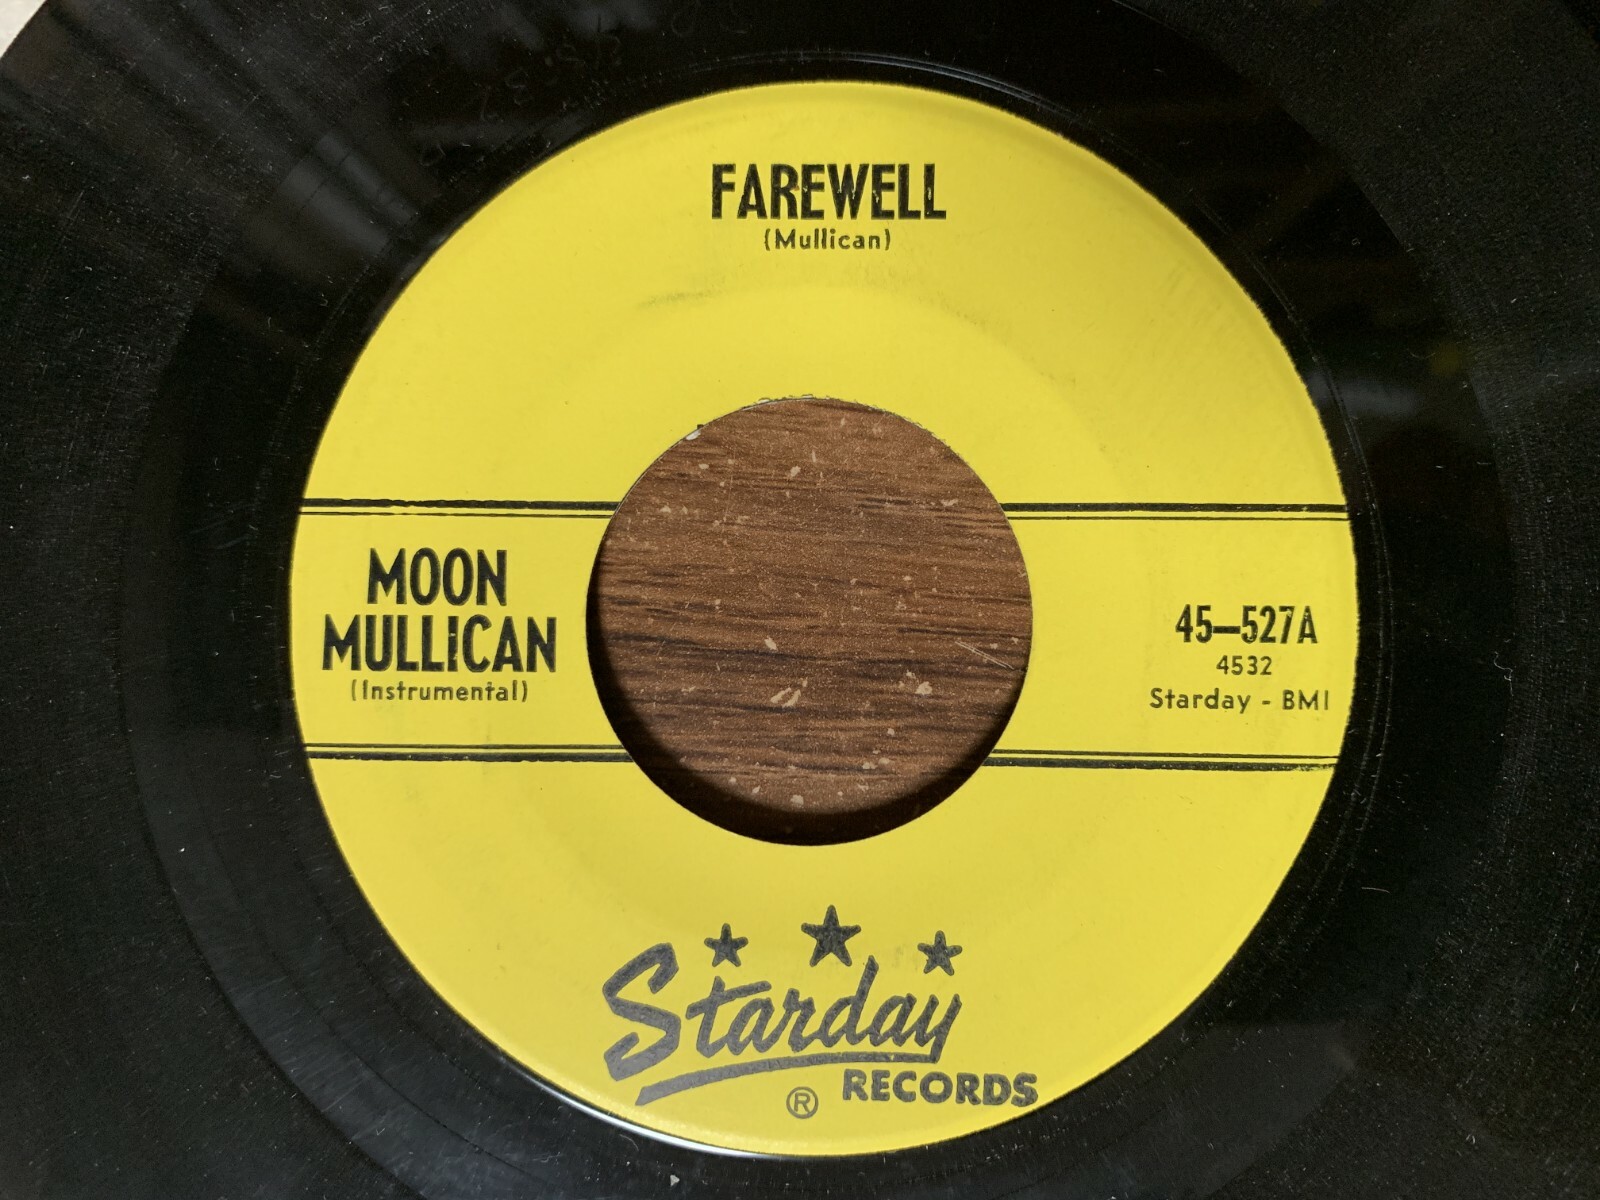 FAREWELL
(Mullican)
MOON
MULLICAN
(Instrumental)
45-527A
4532
Starday - BMI
Starday
RECORDS
®